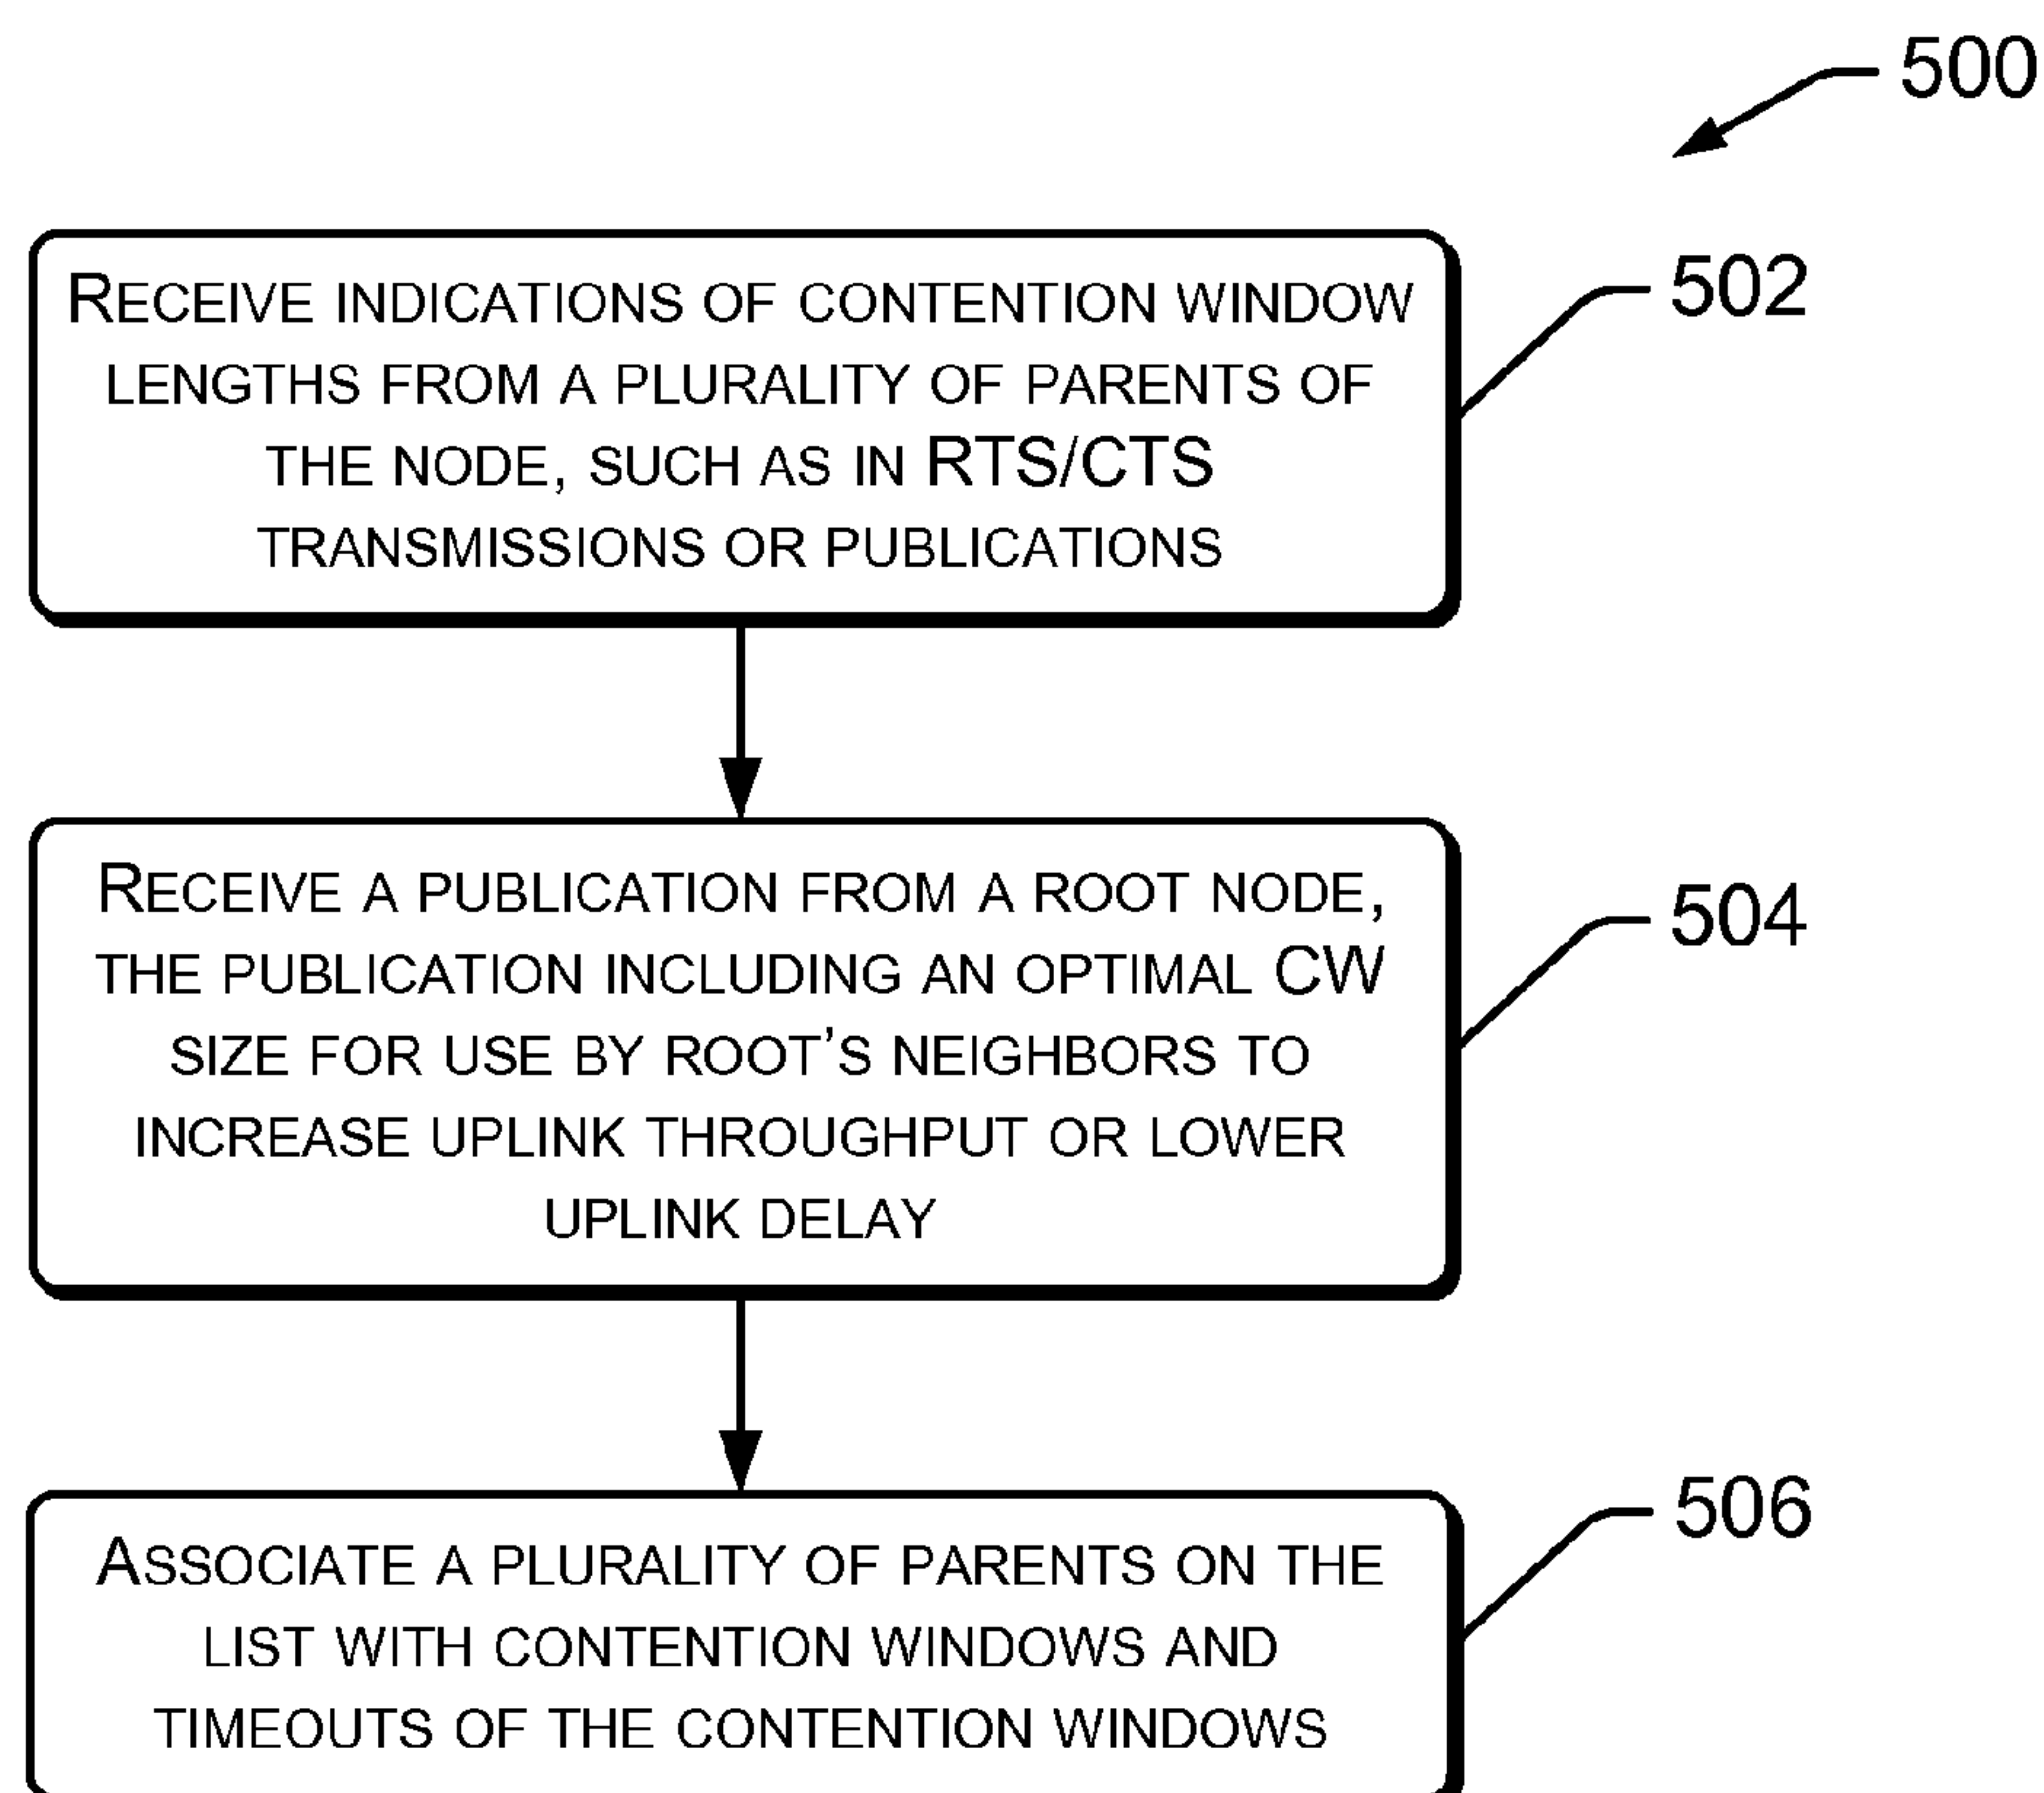 500
RECEIVE INDICATIONS OF CONTENTION WINDOW
LENGTHS FROM A PLURALITY OF PARENTS OF
THE NODE, SUCH AS IN RTS/CTS
TRANSMISSIONS OR PUBLICATIONS
502
RECEIVE A PUBLICATION FROM A ROOT NODE,
THE PUBLICATION INCLUDING AN OPTIMAL CW
SIZE FOR USE BY ROOT'S NEIGHBORS TO
INCREASE UPLINK THROUGHPUT OR LOWER
UPLINK DELAY
504
ASSOCIATE A PLURALITY OF PARENTS ON THE
LIST WITH CONTENTION WINDOWS AND
TIMEOUTS OF THE CONTENTION WINDOWS
506